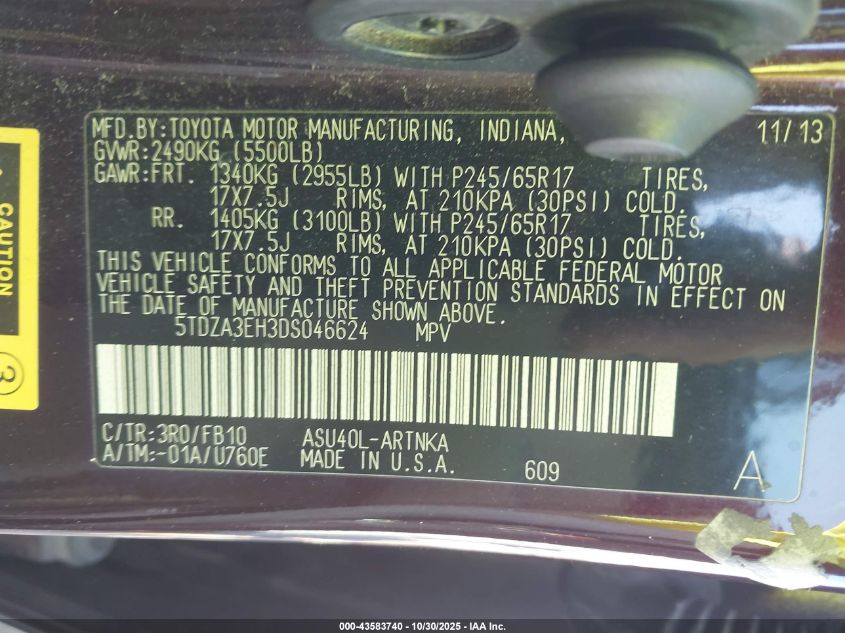 MFD.BY:TOYOTA MOTOR MANUFACTURING, INDIANA, 11/13
GVWR:2490KG (5500LB)
GAWR:FRT. 1340KG (2955LB) WITH P245/65R17 TIRES,
17X7.5J RIMS, AT 210KPA (30PSI) COLD.
RR. 1405KG (3100LB) WITH P245/65R17 TIRES,
17X7.5J RIMS, AT 210KPA (30PSI) COLD.
THIS VEHICLE CONFORMS TO ALL APPLICABLE FEDERAL MOTOR
VEHICLE SAFETY AND THEFT PREVENTION STANDARDS IN EFFECT ON
THE DATE OF MANUFACTURE SHOWN ABOVE.
5TDZA3EH3DS046624 MPV
C/TR:3R0/FB10 ASU40L-ARTNKA
A/TM:-01A/U760E MADE IN U.S.A. 609 A
CAUTION
3
000-43583740 - 10/30/2025 - IAA Inc.